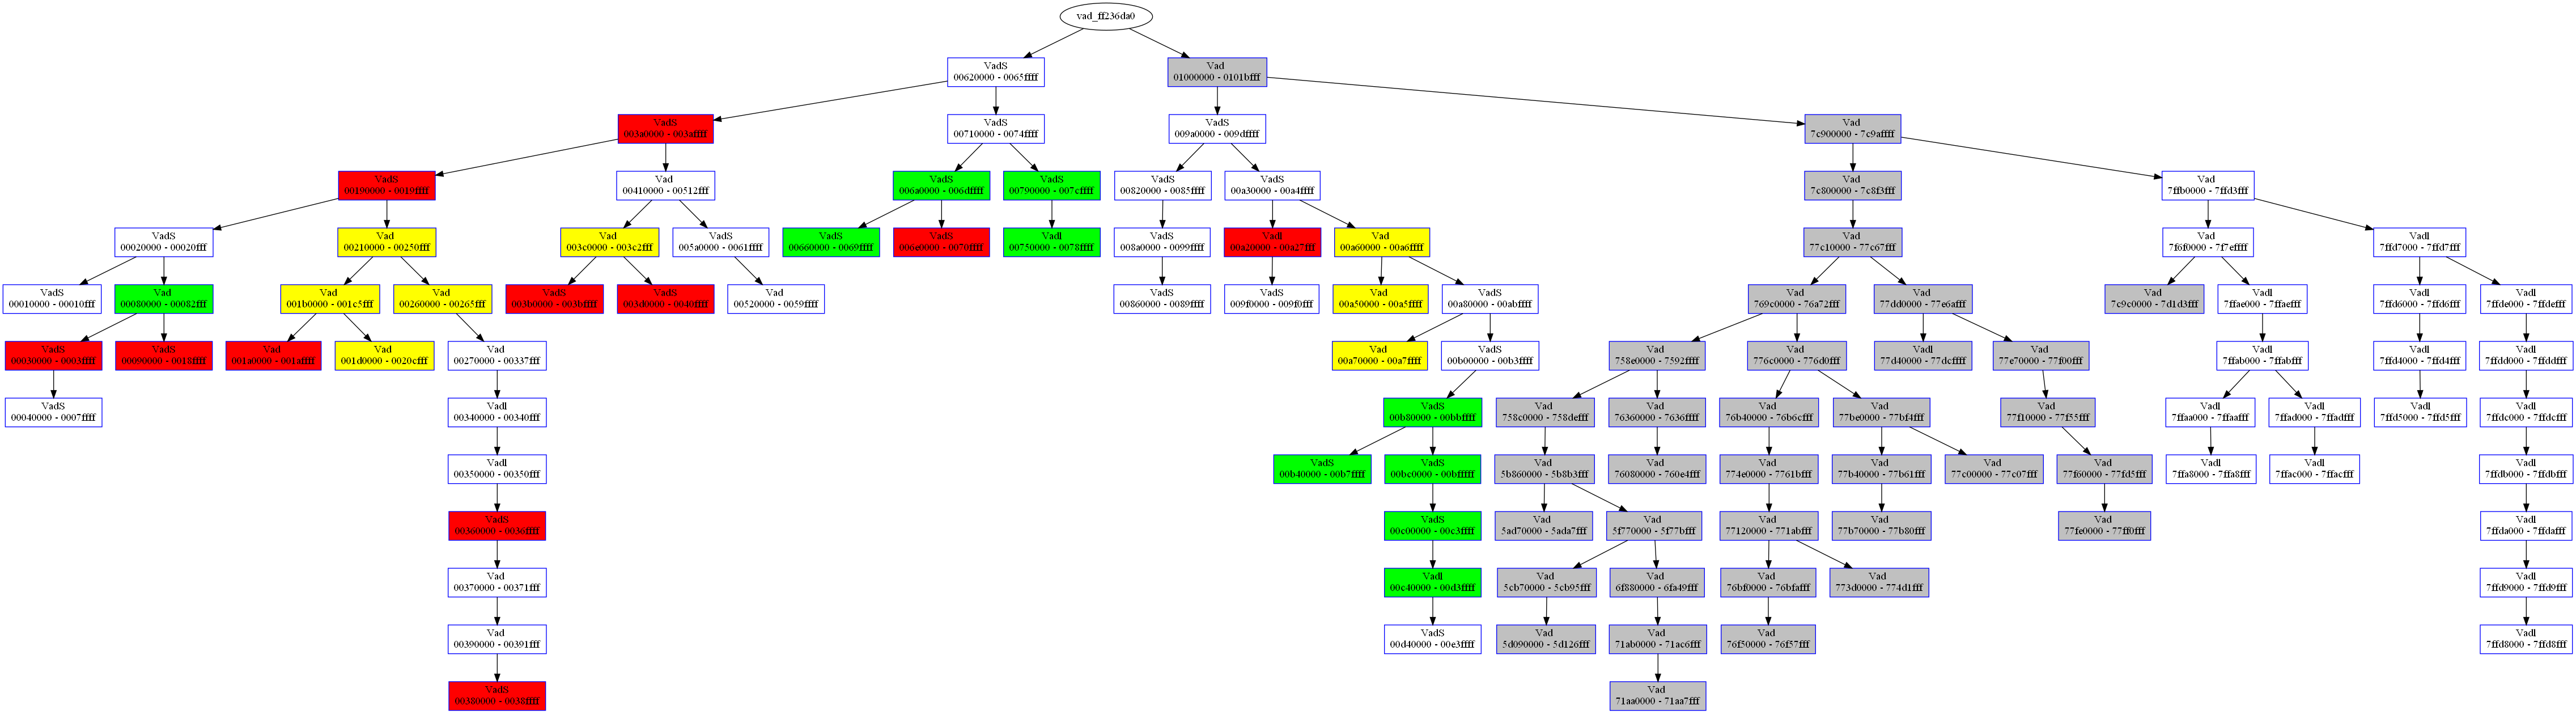 vad_ff236da0
VadS
00620000 - 0065ffff
Vad
01000000 - 0101bfff
VadS
003a0000 - 003affff
VadS
00710000 - 0074ffff
VadS
009a0000 - 009dffff
Vad
7c900000 - 7c9affff
VadS
00190000 - 0019ffff
Vad
00410000 - 00512fff
VadS
006a0000 - 006dffff
VadS
00790000 - 007cffff
VadS
00820000 - 0085ffff
VadS
00a30000 - 00a4ffff
Vad
7c800000 - 7c8f3fff
Vad
7ffb0000 - 7ffd3fff
VadS
00020000 - 00020fff
Vad
00210000 - 00250fff
Vad
003c0000 - 003c2fff
VadS
005a0000 - 0061ffff
VadS
00660000 - 0069ffff
VadS
006e0000 - 0070ffff
Vadl
00750000 - 0078ffff
VadS
008a0000 - 0099ffff
Vadl
00a20000 - 00a27fff
Vad
00a60000 - 00a6ffff
Vad
77c10000 - 77c67fff
Vad
7f6f0000 - 7f7effff
Vadl
7ffd7000 - 7ffd7fff
VadS
00010000 - 00010fff
Vad
00080000 - 00082fff
Vad
001b0000 - 001c5fff
Vad
00260000 - 00265fff
VadS
003b0000 - 003bffff
VadS
003d0000 - 0040ffff
Vad
00520000 - 0059ffff
VadS
00860000 - 0089ffff
VadS
009f0000 - 009f0fff
Vad
00a50000 - 00a5ffff
VadS
00a80000 - 00abffff
Vad
769c0000 - 76a72fff
Vad
77dd0000 - 77e6afff
Vad
7c9c0000 - 7d1d3fff
Vadl
7ffae000 - 7ffaefff
Vadl
7ffd6000 - 7ffd6fff
Vadl
7ffde000 - 7ffdefff
VadS
00030000 - 0003ffff
VadS
00090000 - 0018ffff
Vad
001a0000 - 001affff
Vad
001d0000 - 0020cfff
Vad
00270000 - 00337fff
Vad
00a70000 - 00a7ffff
VadS
00b00000 - 00b3ffff
Vad
758e0000 - 7592ffff
Vad
776c0000 - 776d0fff
Vad
77d40000 - 77dcffff
Vad
77e70000 - 77f00fff
Vadl
7ffab000 - 7ffabfff
Vadl
7ffd4000 - 7ffd4fff
Vadl
7ffdd000 - 7ffddfff
VadS
00040000 - 0007ffff
Vadl
00340000 - 00340fff
VadS
00b80000 - 00bbffff
Vad
758c0000 - 758defff
Vad
76360000 - 7636ffff
Vad
76b40000 - 76b6cfff
Vad
77be0000 - 77bf4fff
Vad
77f10000 - 77f55fff
Vadl
7ffaa000 - 7ffaafff
Vadl
7ffad000 - 7ffadfff
Vadl
7ffd5000 - 7ffd5fff
Vadl
7ffdc000 - 7ffdcfff
Vadl
00350000 - 00350fff
VadS
00b40000 - 00b7ffff
VadS
00bc0000 - 00bfffff
Vad
5b860000 - 5b8b3fff
Vad
76080000 - 760e4fff
Vad
774e0000 - 7761bfff
Vad
77b40000 - 77b61fff
Vad
77c00000 - 77c07fff
Vad
77f60000 - 77fd5fff
Vadl
7ffa8000 - 7ffa8fff
Vadl
7ffac000 - 7ffacfff
Vadl
7ffdb000 - 7ffdbfff
VadS
00360000 - 0036ffff
VadS
00c00000 - 00c3ffff
Vad
5ad70000 - 5ada7fff
Vad
5f770000 - 5f77bfff
Vad
77120000 - 771abfff
Vad
77b70000 - 77b80fff
Vad
77fe0000 - 77ff0fff
Vadl
7ffda000 - 7ffdafff
Vad
00370000 - 00371fff
Vadl
00c40000 - 00d3ffff
Vad
5cb70000 - 5cb95fff
Vad
6f880000 - 6fa49fff
Vad
76bf0000 - 76bfafff
Vad
773d0000 - 774d1fff
Vadl
7ffd9000 - 7ffd9fff
Vad
00390000 - 00391fff
VadS
00d40000 - 00e3ffff
Vad
5d090000 - 5d126fff
Vad
71ab0000 - 71ac6fff
Vad
76f50000 - 76f57fff
Vadl
7ffd8000 - 7ffd8fff
VadS
00380000 - 0038ffff
Vad
71aa0000 - 71aa7fff